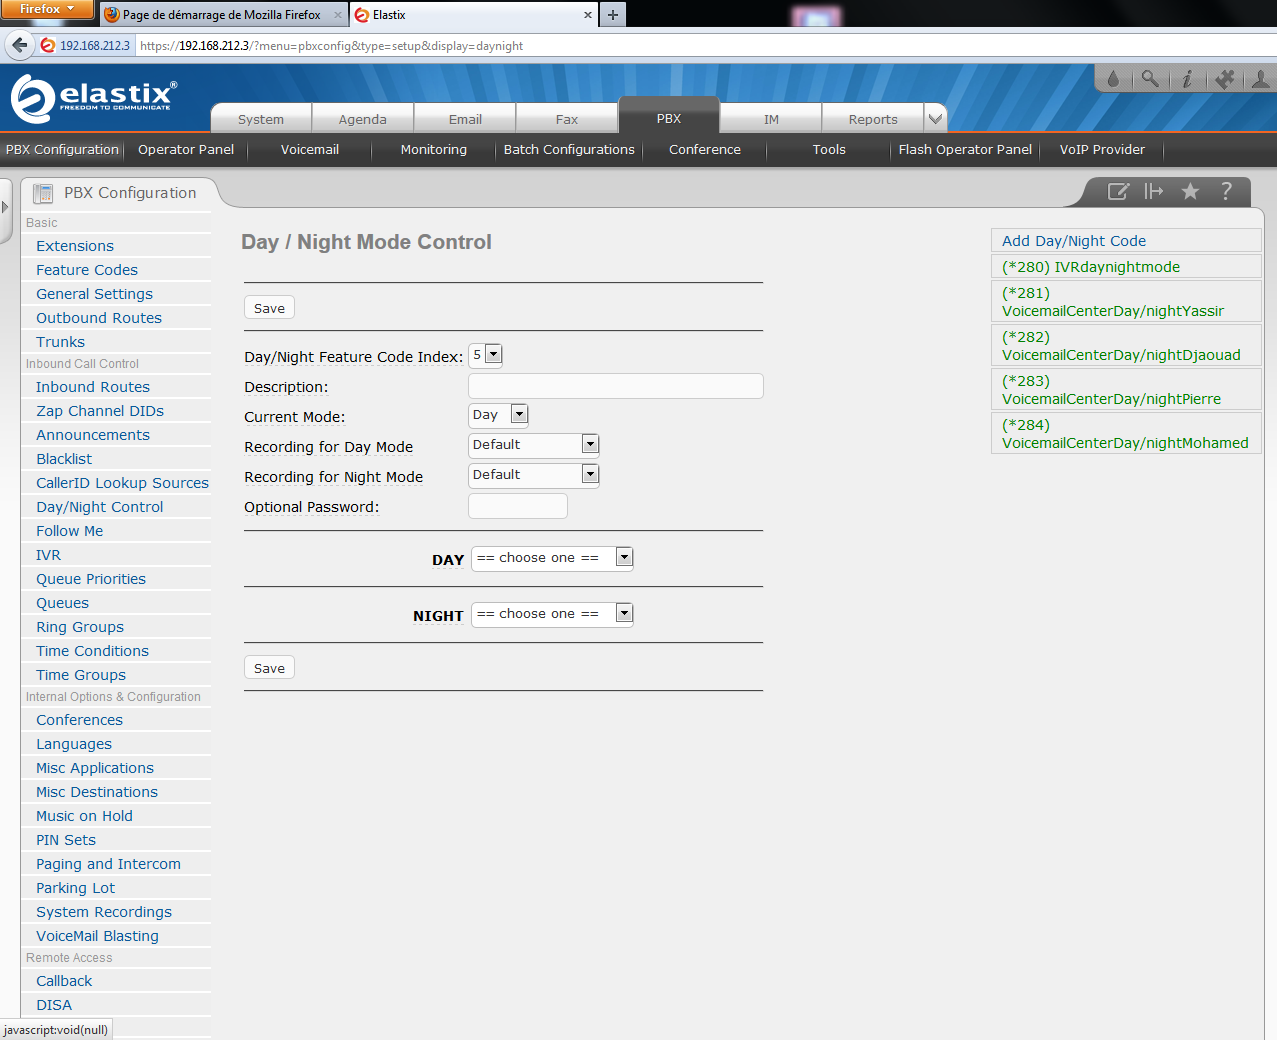 Firefox
Page de démarrage de Mozilla Firefox
Elastix
192.168.212.3
https://192.168.212.3/?menu=pbxconfig&type=setup&display=daynight
elastix®
FREEDOM TO COMMUNICATE
System
Agenda
Email
Fax
PBX
IM
Reports
PBX Configuration
Operator Panel
Voicemail
Monitoring
Batch Configurations
Conference
Tools
Flash Operator Panel
VoIP Provider
PBX Configuration
Basic
Extensions
Feature Codes
General Settings
Outbound Routes
Trunks
Inbound Call Control
Inbound Routes
Zap Channel DIDs
Announcements
Blacklist
CallerID Lookup Sources
Day/Night Control
Follow Me
IVR
Queue Priorities
Queues
Ring Groups
Time Conditions
Time Groups
Internal Options & Configuration
Conferences
Languages
Misc Applications
Misc Destinations
Music on Hold
PIN Sets
Paging and Intercom
Parking Lot
System Recordings
VoiceMail Blasting
Remote Access
Callback
DISA
javascript:void(null)
Day / Night Mode Control
Save
Day/Night Feature Code Index: 5
Description:
Current Mode: Day
Recording for Day Mode Default
Recording for Night Mode Default
Optional Password:
DAY == choose one ==
NIGHT == choose one ==
Save
Add Day/Night Code
(*280) IVRdaynightmode
(*281)
VoicemailCenterDay/nightYassir
(*282)
VoicemailCenterDay/nightDjaouad
(*283)
VoicemailCenterDay/nightPierre
(*284)
VoicemailCenterDay/nightMohamed